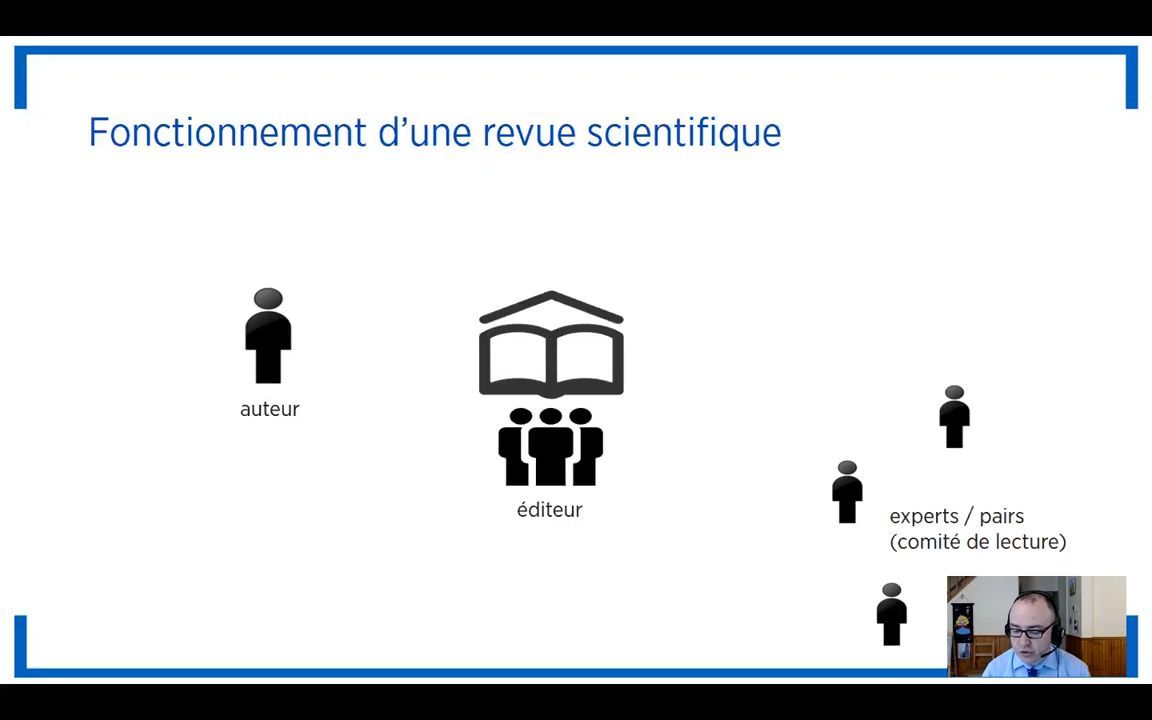 Fonctionnement d’une revue scientifique
auteur
éditeur
experts / pairs
(comité de lecture)